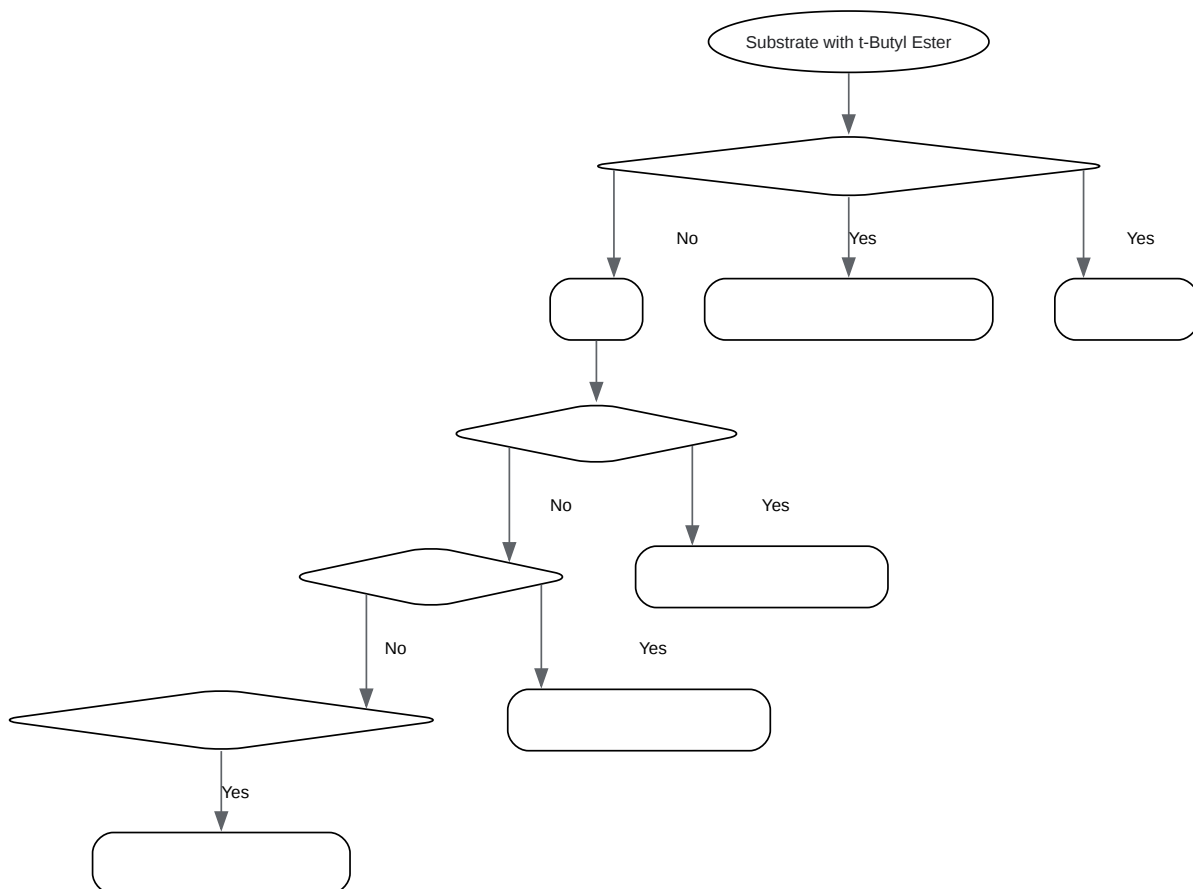 Substrate with t-Butyl Ester
No
Yes
Yes
No
Yes
No
Yes
Yes